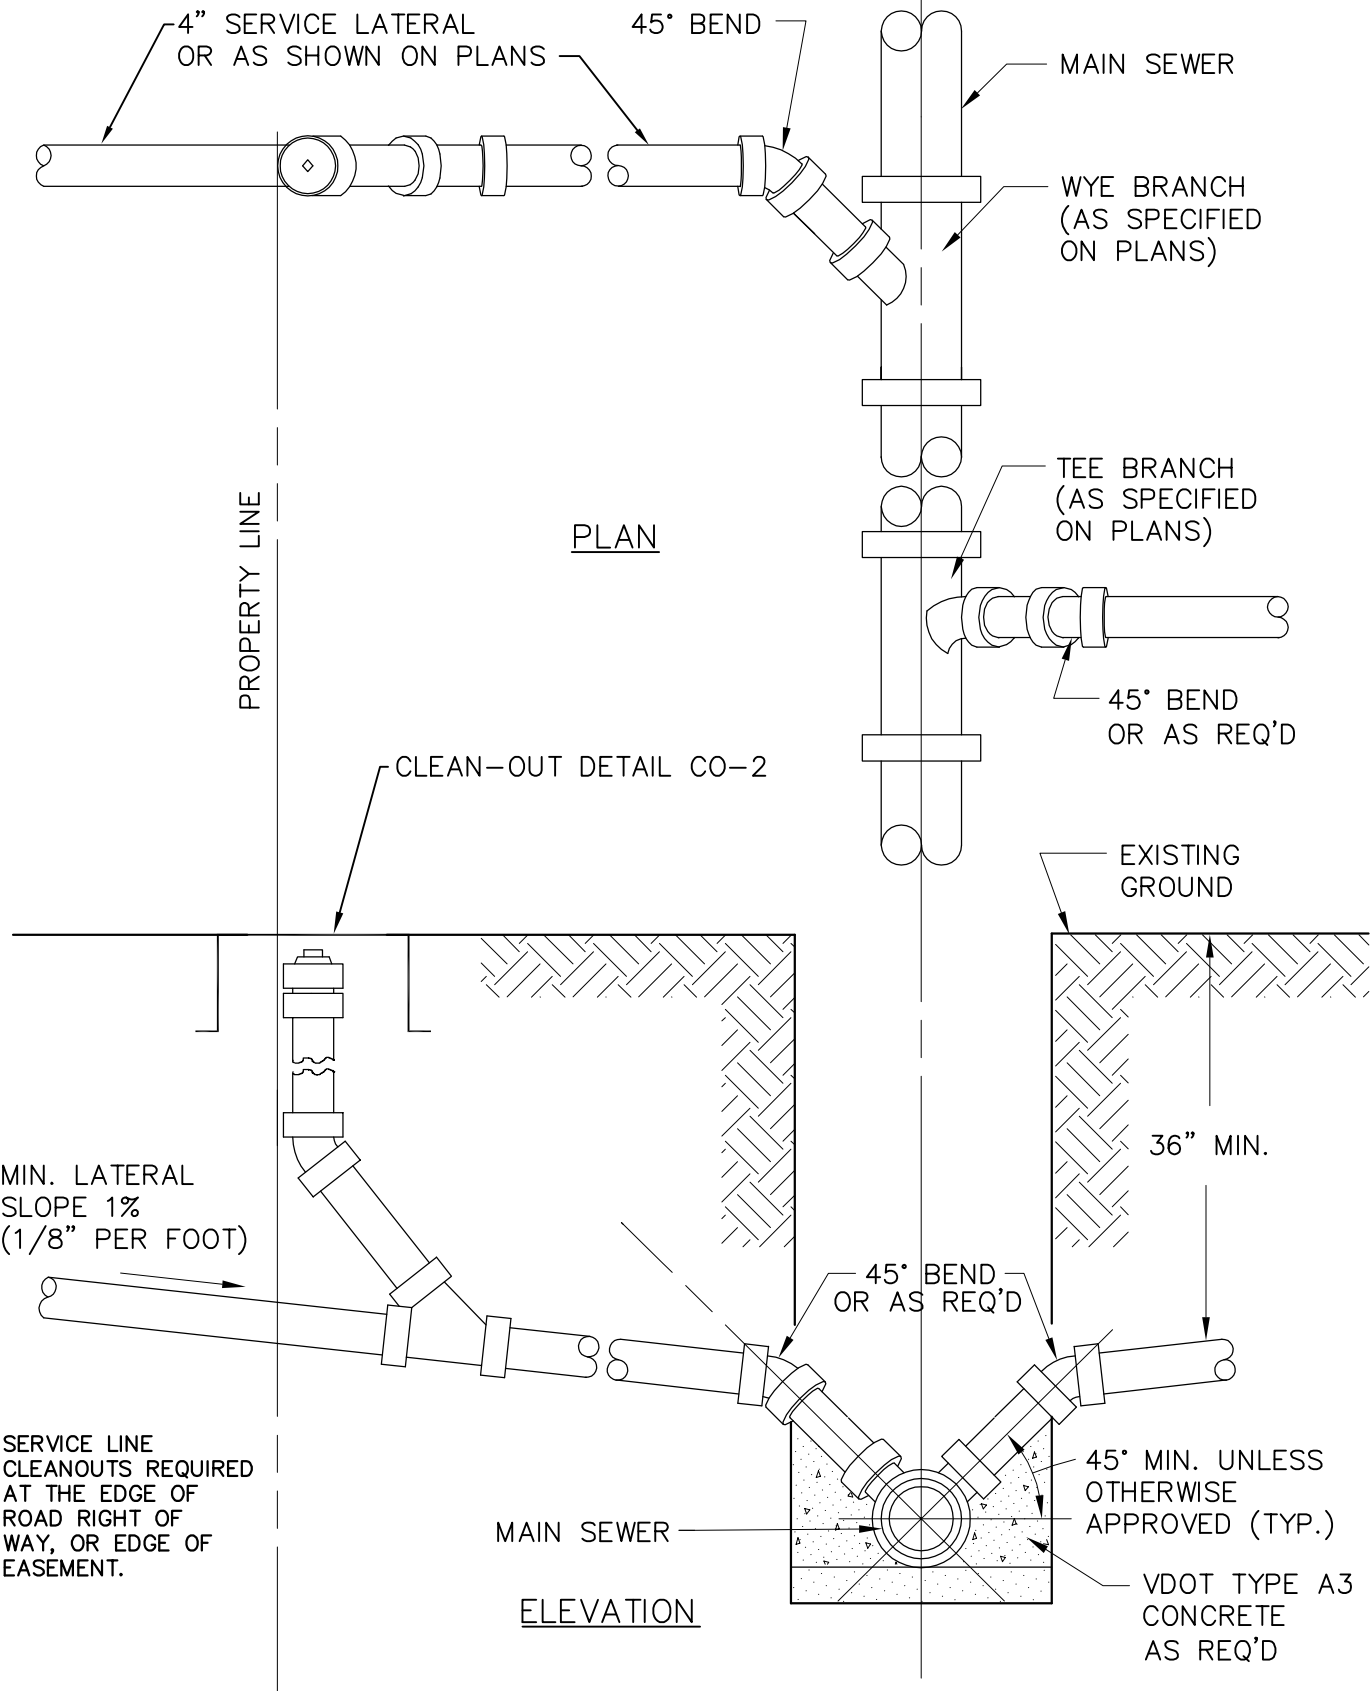 4” SERVICE LATERAL
OR AS SHOWN ON PLANS
45° BEND
MAIN SEWER
WYE BRANCH
(AS SPECIFIED
ON PLANS)
TEE BRANCH
(AS SPECIFIED
ON PLANS)
PLAN
PROPERTY LINE
45° BEND
OR AS REQ’D
CLEAN–OUT DETAIL CO–2
EXISTING
GROUND
36” MIN.
MIN. LATERAL
SLOPE 1%
(1/8” PER FOOT)
45° BEND
OR AS REQ’D
SERVICE LINE
CLEANOUTS REQUIRED
AT THE EDGE OF
ROAD RIGHT OF
WAY, OR EDGE OF
EASEMENT.
45° MIN. UNLESS
OTHERWISE
APPROVED (TYP.)
MAIN SEWER
VDOT TYPE A3
CONCRETE
AS REQ’D
ELEVATION